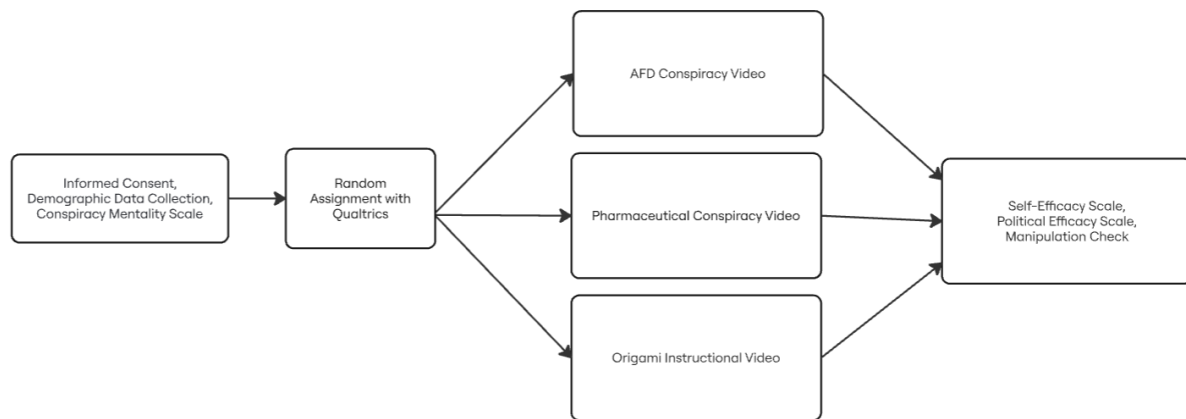 Informed Consent,
Demographic Data Collection,
Conspiracy Mentality Scale
Random
Assignment with
Qualtrics
AFD Conspiracy Video
Pharmaceutical Conspiracy Video
Origami Instructional Video
Self-Efficacy Scale,
Political Efficacy Scale,
Manipulation Check